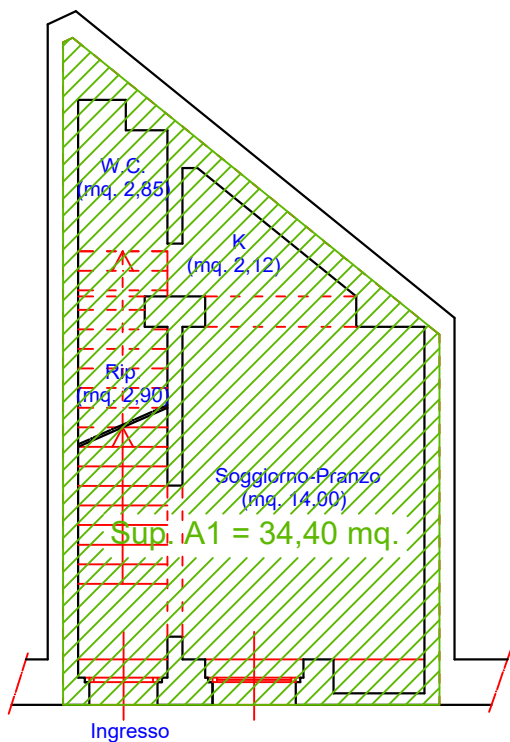 W.C.
(mq. 2,85)
K
(mq. 2,12)
Rip
(mq. 2,90)
Soggiorno-Pranzo
(mq. 14.00)
Sup. A1 = 34,40 mq.
Ingresso